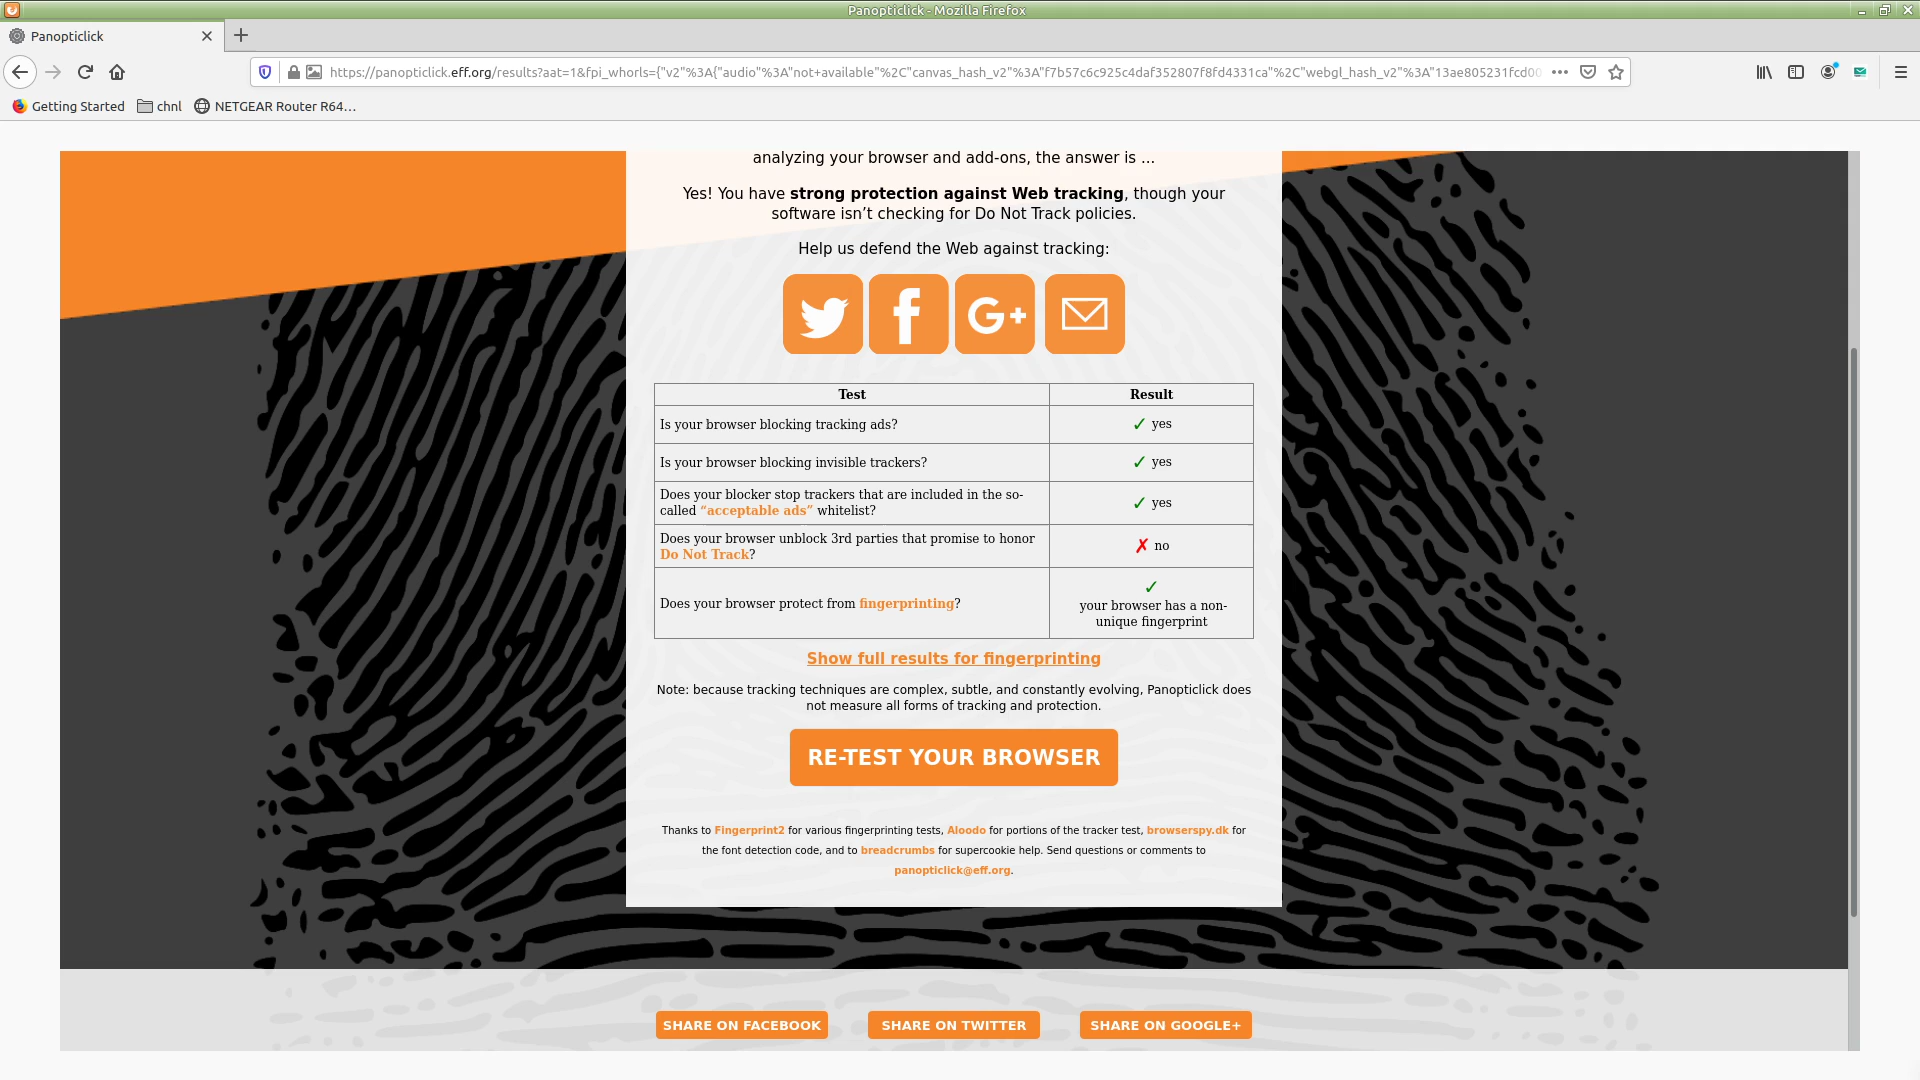 Panopticlick - Mozilla Firefox
Panopticlick
https://panopticlick.eff.org/results?aat=1&fpi_whorls={"v2"%3A{"audio"%3A"not+available"%2C"canvas_hash_v2"%3A"f7b57c6c925c4daf352807f8fd4331ca"%2C"webgl_hash_v2"%3A"13ae805231fcd00
Getting Started
chnl
NETGEAR Router R64…
analyzing your browser and add-ons, the answer is ...
Yes! You have strong protection against Web tracking, though your
software isn’t checking for Do Not Track policies.
Help us defend the Web against tracking:
Test Result
Is your browser blocking tracking ads? ✓ yes
Is your browser blocking invisible trackers? ✓ yes
Does your blocker stop trackers that are included in the so-
called “acceptable ads” whitelist? ✓ yes
Does your browser unblock 3rd parties that promise to honor
Do Not Track? ✗ no
Does your browser protect from fingerprinting? ✓
your browser has a non-
unique fingerprint
Show full results for fingerprinting
Note: because tracking techniques are complex, subtle, and constantly evolving, Panopticlick does
not measure all forms of tracking and protection.
RE-TEST YOUR BROWSER
Thanks to Fingerprint2 for various fingerprinting tests, Aloodo for portions of the tracker test, browserspy.dk for
the font detection code, and to breadcrumbs for supercookie help. Send questions or comments to
panopticlick@eff.org.
SHARE ON FACEBOOK
SHARE ON TWITTER
SHARE ON GOOGLE+